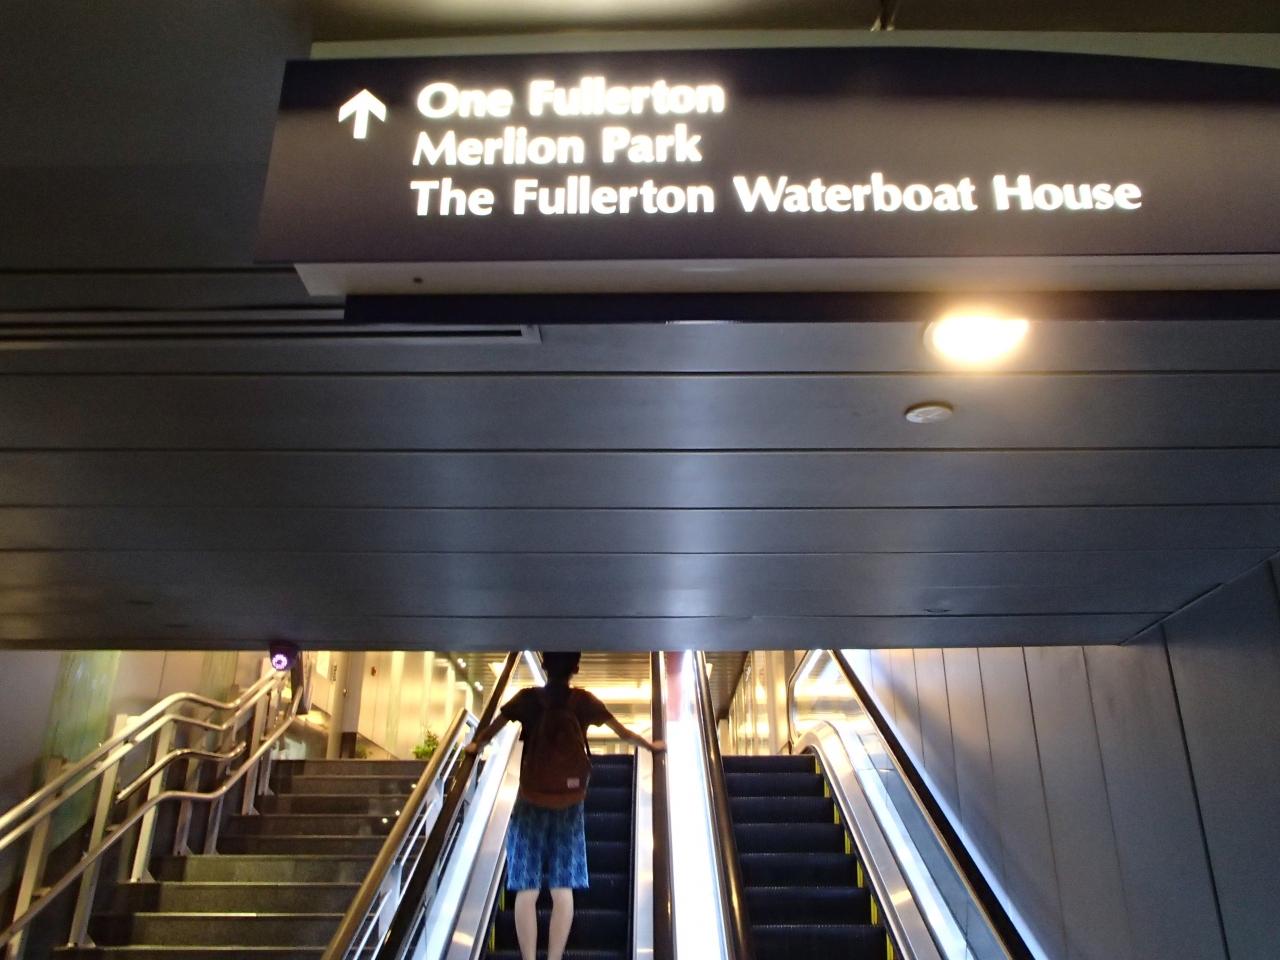 One Fullerton
Merlion Park
The Fullerton Waterboat House